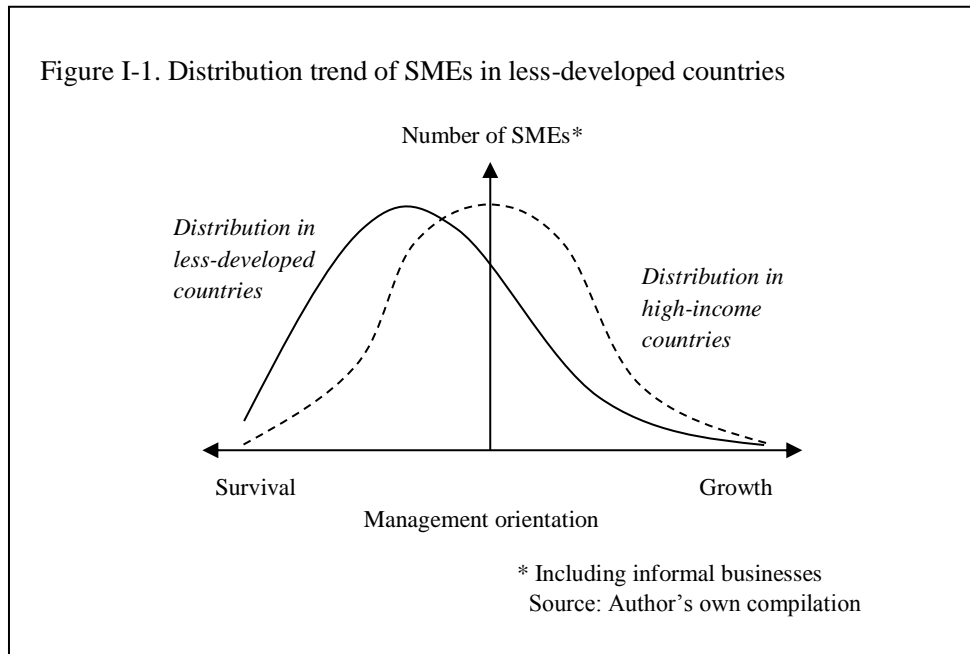 Figure I-1. Distribution trend of SMEs in less-developed countries
Number of SMEs*
Distribution in
less-developed
countries
Distribution in
high-income
countries
Survival
Growth
Management orientation
* Including informal businesses
Source: Author’s own compilation